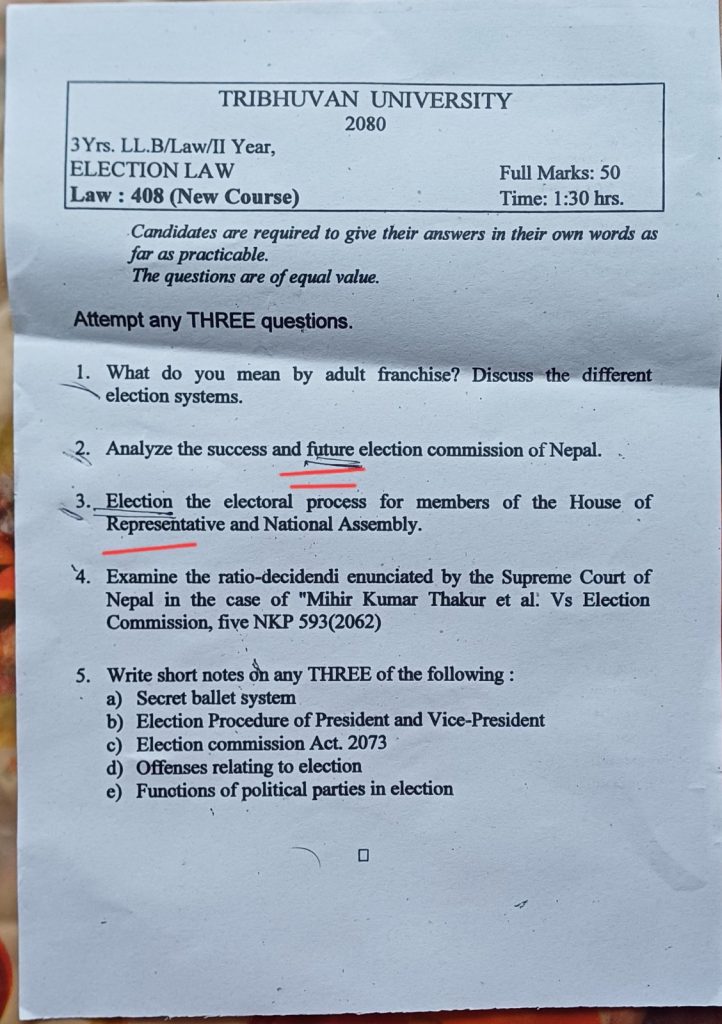 TRIBHUVAN UNIVERSITY
2080
3Yrs. LL.B/Law/II Year,
ELECTION LAW
Full Marks: 50
Law : 408 (New Course)
Time: 1:30 hrs.
Candidates are required to give their answers in their own words as
far as practicable.
The questions are of equal value.
Attempt any THREE questions.
1. What do you mean by adult franchise? Discuss the different
election systems.
2. Analyze the success and future election commission of Nepal.
3. Election the electoral process for members of the House of
Representative and National Assembly.
4. Examine the ratio-decidendi enunciated by the Supreme Court of
Nepal in the case of "Mihir Kumar Thakur et al. Vs Election
Commission, five NKP 593(2062)
5. Write short notes on any THREE of the following :
a) Secret ballet system
b) Election Procedure of President and Vice-President
c) Election commission Act. 2073
d) Offenses relating to election
e) Functions of political parties in election